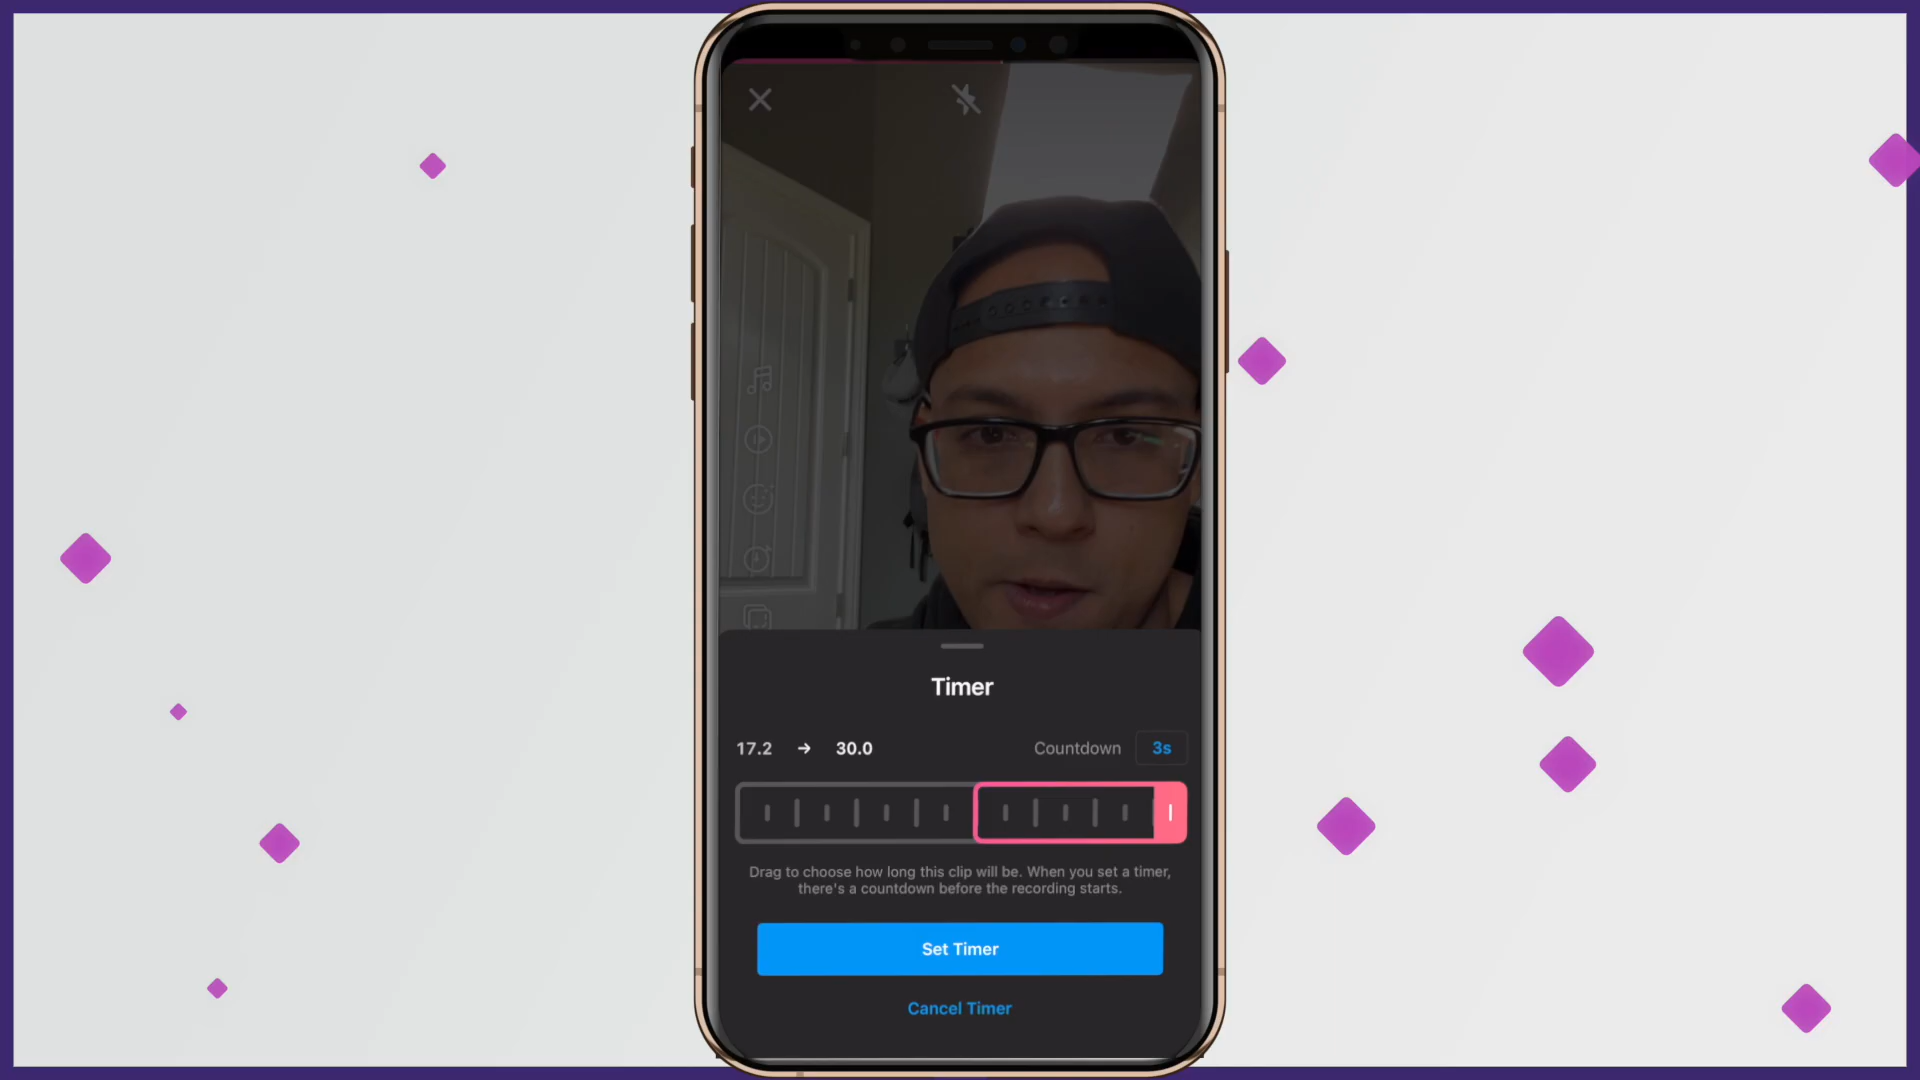 Timer
17.2 → 30.0 Countdown 3s
Drag to choose how long this clip will be. When you set a timer,
there's a countdown before the recording starts.
Set Timer
Cancel Timer